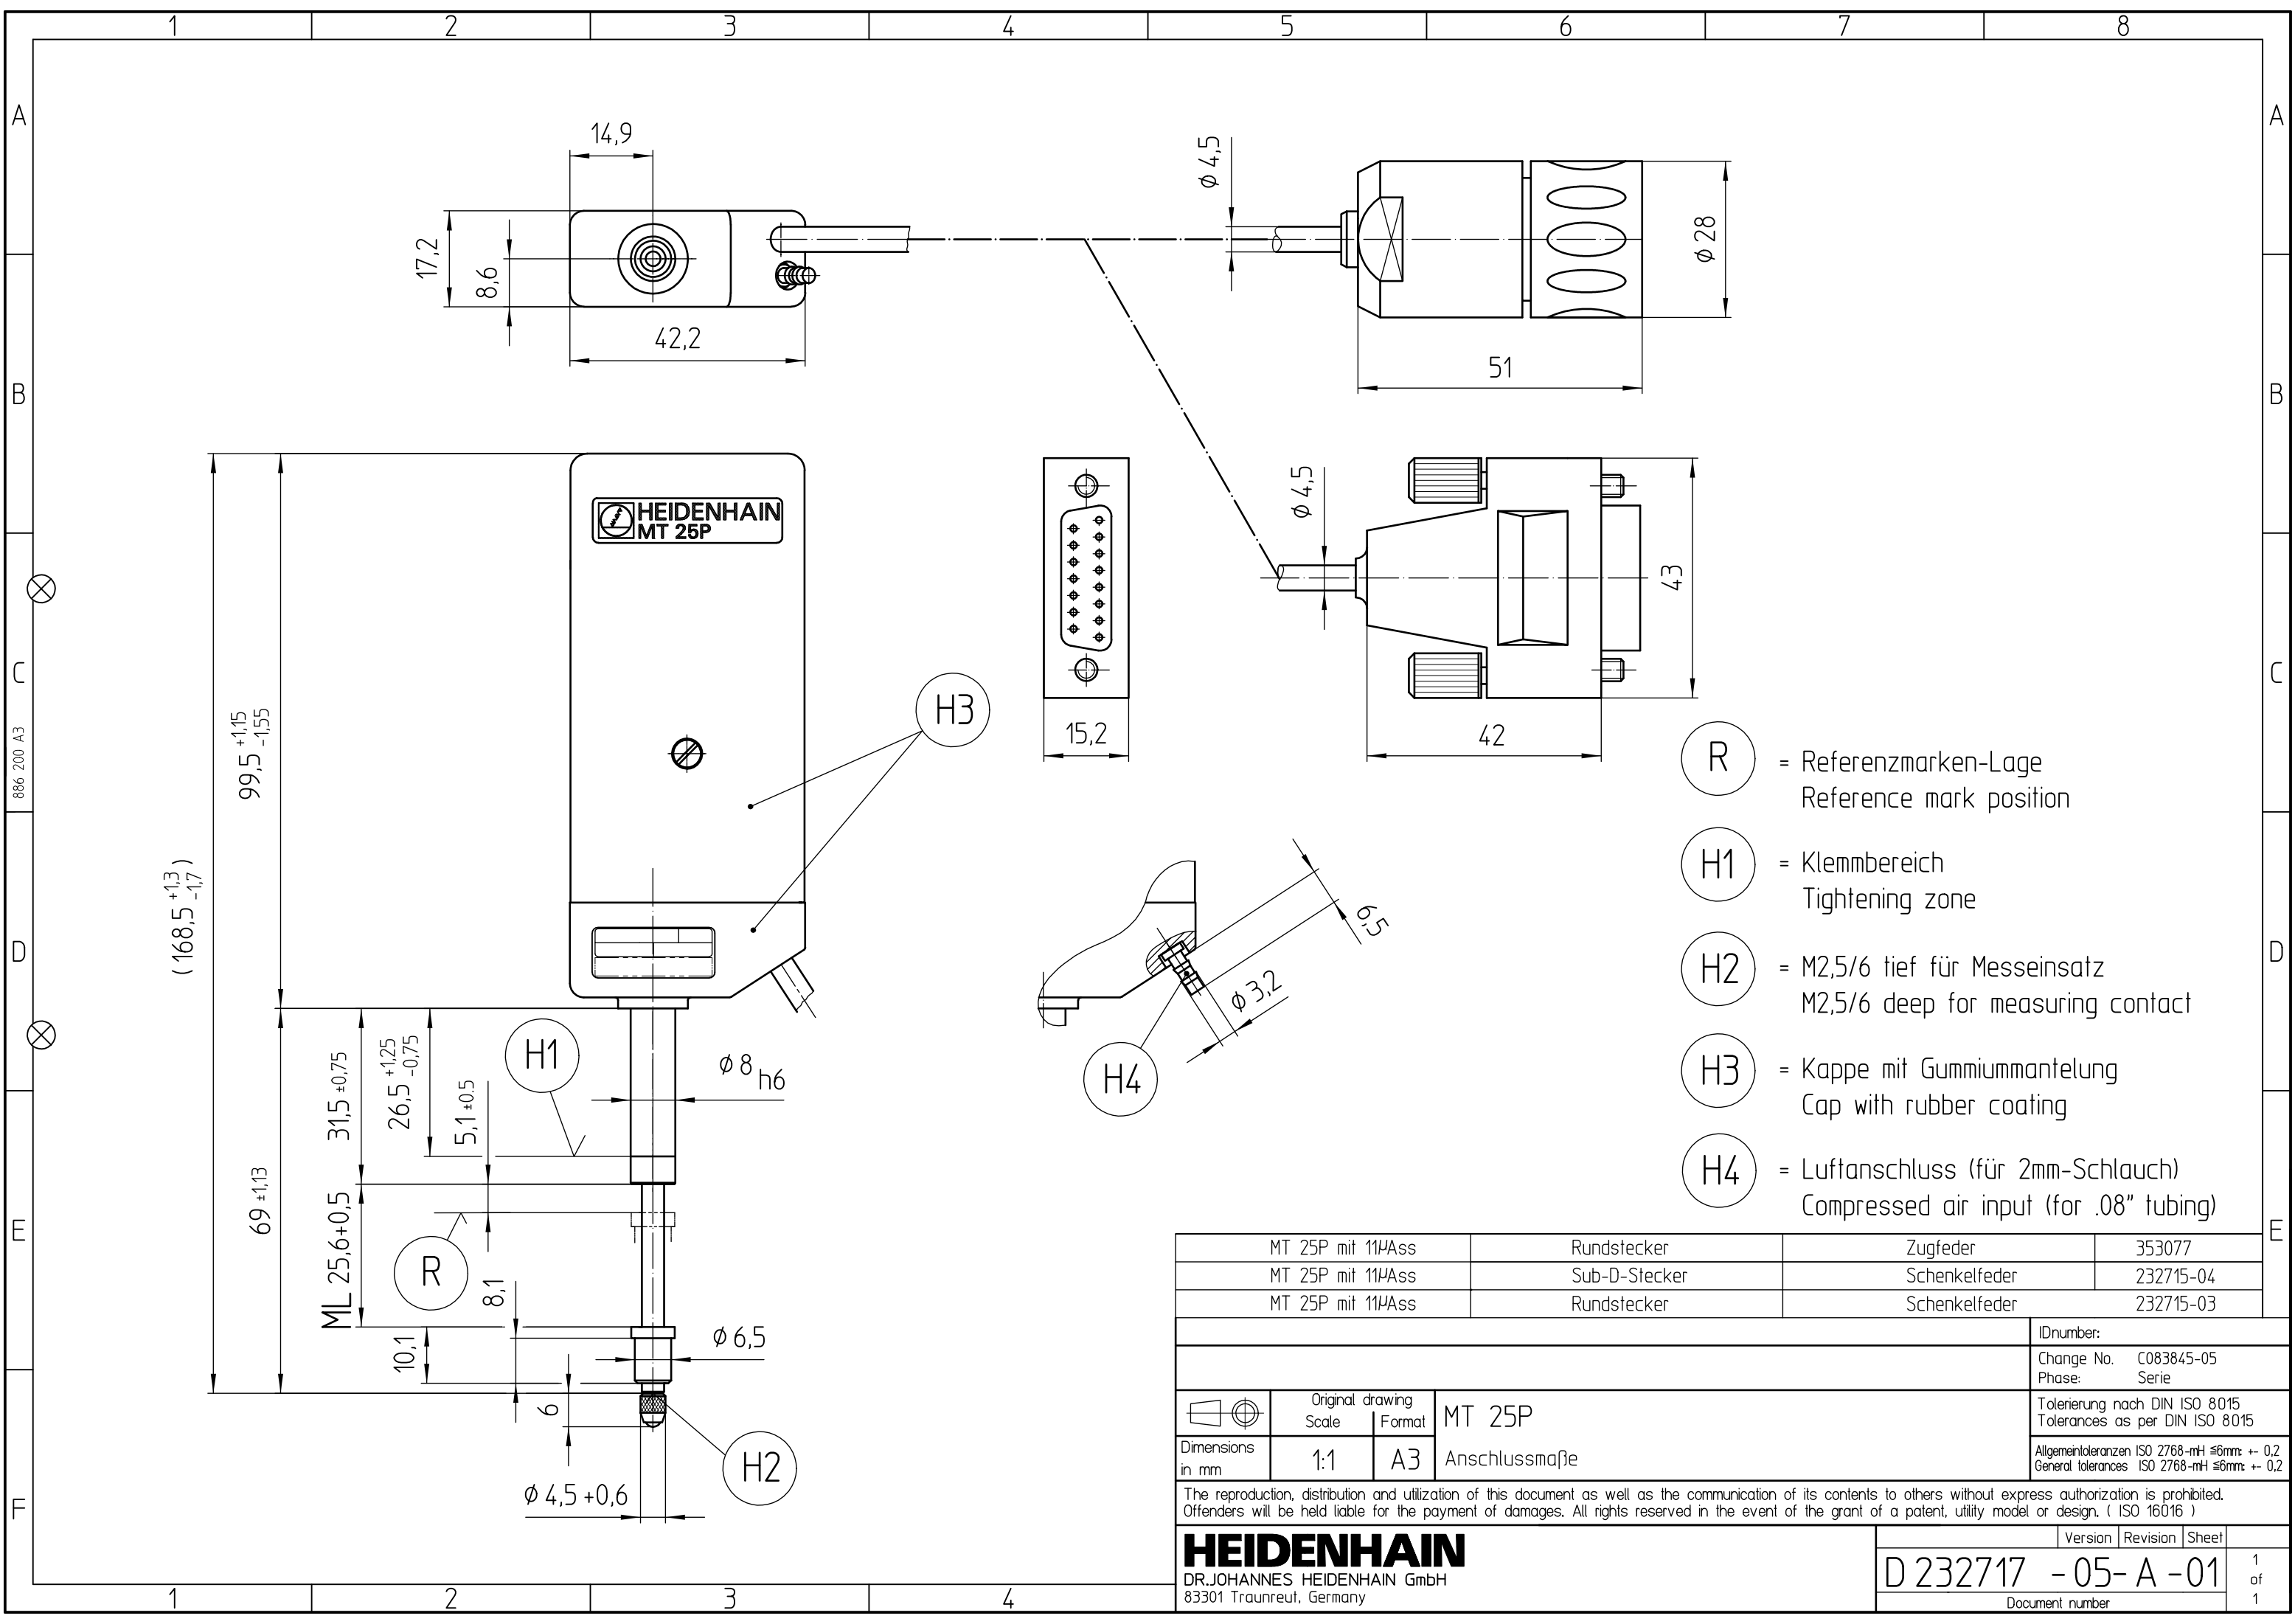 1 2 3 4 5 6 7 8
A A
B B
C C
D D
E E
F
886 200 A3
14,9
17,2
8,6
42,2
φ 4,5
φ 28
51
HEIDENHAIN
MT 25P
φ 4,5
43
15,2
42
99,5 +1,15 -1,55
(168,5 +1,3 -1,7)
H3
6,5
φ 3,2
H4
H1
φ 8 h6
31,5 ±0,75
26,5 +1,25 -0,75
5,1 ±0.5
69 ±1,13
ML 25,6+0,5
R
8,1
10,1
φ 6,5
6
H2
φ 4,5 +0,6
R = Referenzmarken-Lage
Reference mark position
H1 = Klemmbereich
Tightening zone
H2 = M2,5/6 tief für Messeinsatz
M2,5/6 deep for measuring contact
H3 = Kappe mit Gummiummantelung
Cap with rubber coating
H4 = Luftanschluss (für 2mm-Schlauch)
Compressed air input (for .08" tubing)
MT 25P mit 11µAss Rundstecker Zugfeder 353077
MT 25P mit 11µAss Sub-D-Stecker Schenkelfeder 232715-04
MT 25P mit 11µAss Rundstecker Schenkelfeder 232715-03
IDnumber:
Change No. C083845-05
Phase: Serie
Original drawing
Scale Format
1:1 A3
Dimensions
in mm
MT 25P
Anschlussmaße
Tolerierung nach DIN ISO 8015
Tolerances as per DIN ISO 8015
Allgemeintoleranzen ISO 2768-mH ≤6mm: +- 0,2
General tolerances ISO 2768-mH ≤6mm: +- 0,2
The reproduction, distribution and utilization of this document as well as the communication of its contents to others without express authorization is prohibited.
Offenders will be held liable for the payment of damages. All rights reserved in the event of the grant of a patent, utility model or design. ( ISO 16016 )
HEIDENHAIN
DR.JOHANNES HEIDENHAIN GmbH
83301 Traunreut, Germany
Version Revision Sheet
D 232717 -05-A-01
1
of
1
Document number
1 2 3 4